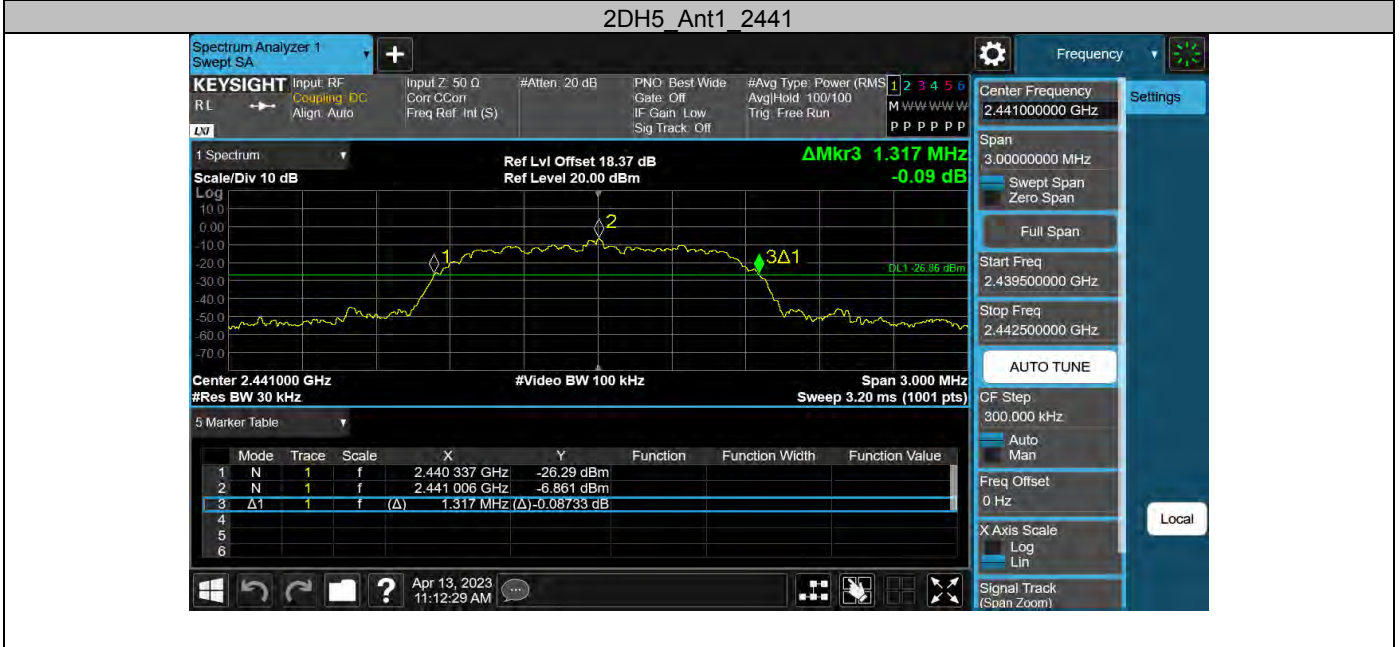 2DH5_Ant1_2441
Spectrum Analyzer 1
Swept SA
+
Frequency
KEYSIGHT
RL
LXI
Input: RF
Coupling: DC
Align: Auto
Input Z: 50 Ω
Corr CCorr
Freq Ref: Int (S)
#Atten: 20 dB
PNO: Best Wide
Gate: Off
IF Gain: Low
Sig Track: Off
#Avg Type: Power (RMS
Avg|Hold: 100/100
Trig: Free Run
1 2 3 4 5 6
M W W W W W
P P P P P P
1 Spectrum
Scale/Div 10 dB
Ref Lvl Offset 18.37 dB
Ref Level 20.00 dBm
ΔMkr3 1.317 MHz
-0.09 dB
Log
10.0
0.00
-10.0
-20.0
-30.0
-40.0
-50.0
-60.0
-70.0
1
2
3Δ1
DL1 -26.86 dBm
Center 2.441000 GHz
#Video BW 100 kHz
Span 3.000 MHz
#Res BW 30 kHz
Sweep 3.20 ms (1001 pts)
5 Marker Table
Mode Trace Scale X Y Function Function Width Function Value
1 N 1 f 2.440 337 GHz -26.29 dBm
2 N 1 f 2.441 006 GHz -6.861 dBm
3 Δ1 1 f (Δ) 1.317 MHz (Δ)-0.08733 dB
4
5
6
?
Apr 13, 2023
11:12:29 AM
Center Frequency
2.441000000 GHz
Span
3.00000000 MHz
Swept Span
Zero Span
Full Span
Start Freq
2.439500000 GHz
Stop Freq
2.442500000 GHz
AUTO TUNE
CF Step
300.000 kHz
Auto
Man
Freq Offset
0 Hz
X Axis Scale
Log
Lin
Signal Track
(Span Zoom)
Settings
Local